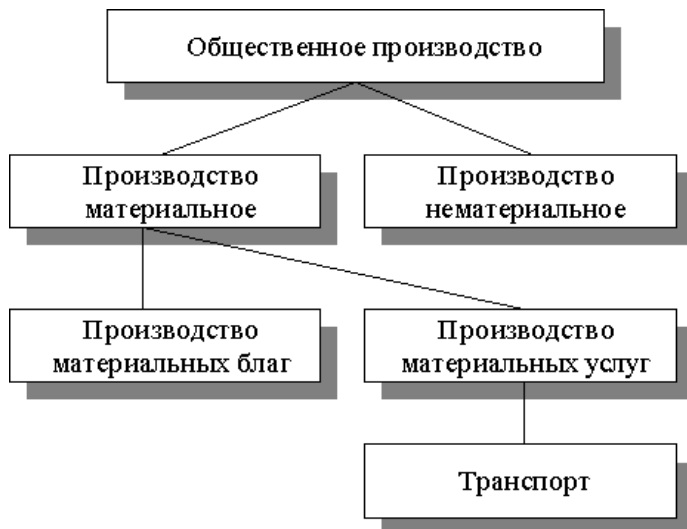 Общественное производство
Производство
материальное
Производство
нематериальное
Производство
материальных благ
Производство
материальных услуг
Транспорт